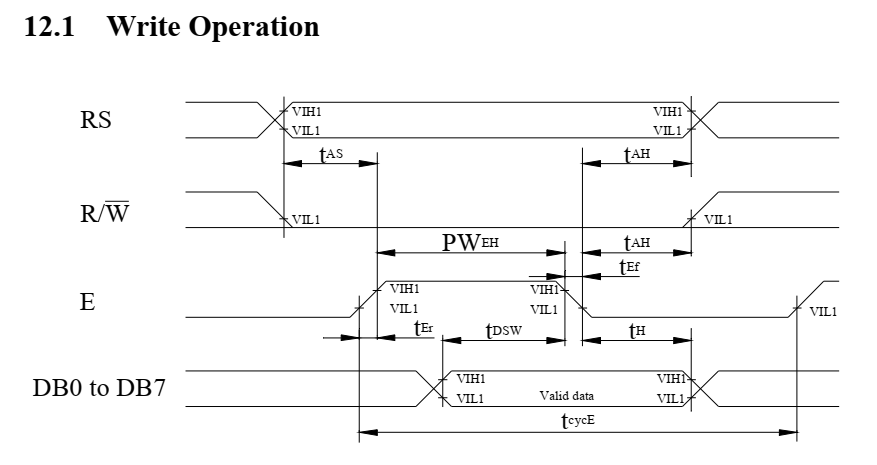 12.1 Write Operation
RS
VIH1 VIH1
VIL1 VIL1
tAS tAH
R/W̅
VIL1 VIL1
PWEH tAH
tEf
E
VIH1 VIH1
VIL1 VIL1 VIL1
tEr tDSW tH
DB0 to DB7
VIH1 VIH1
VIL1 Valid data VIL1
tcycE